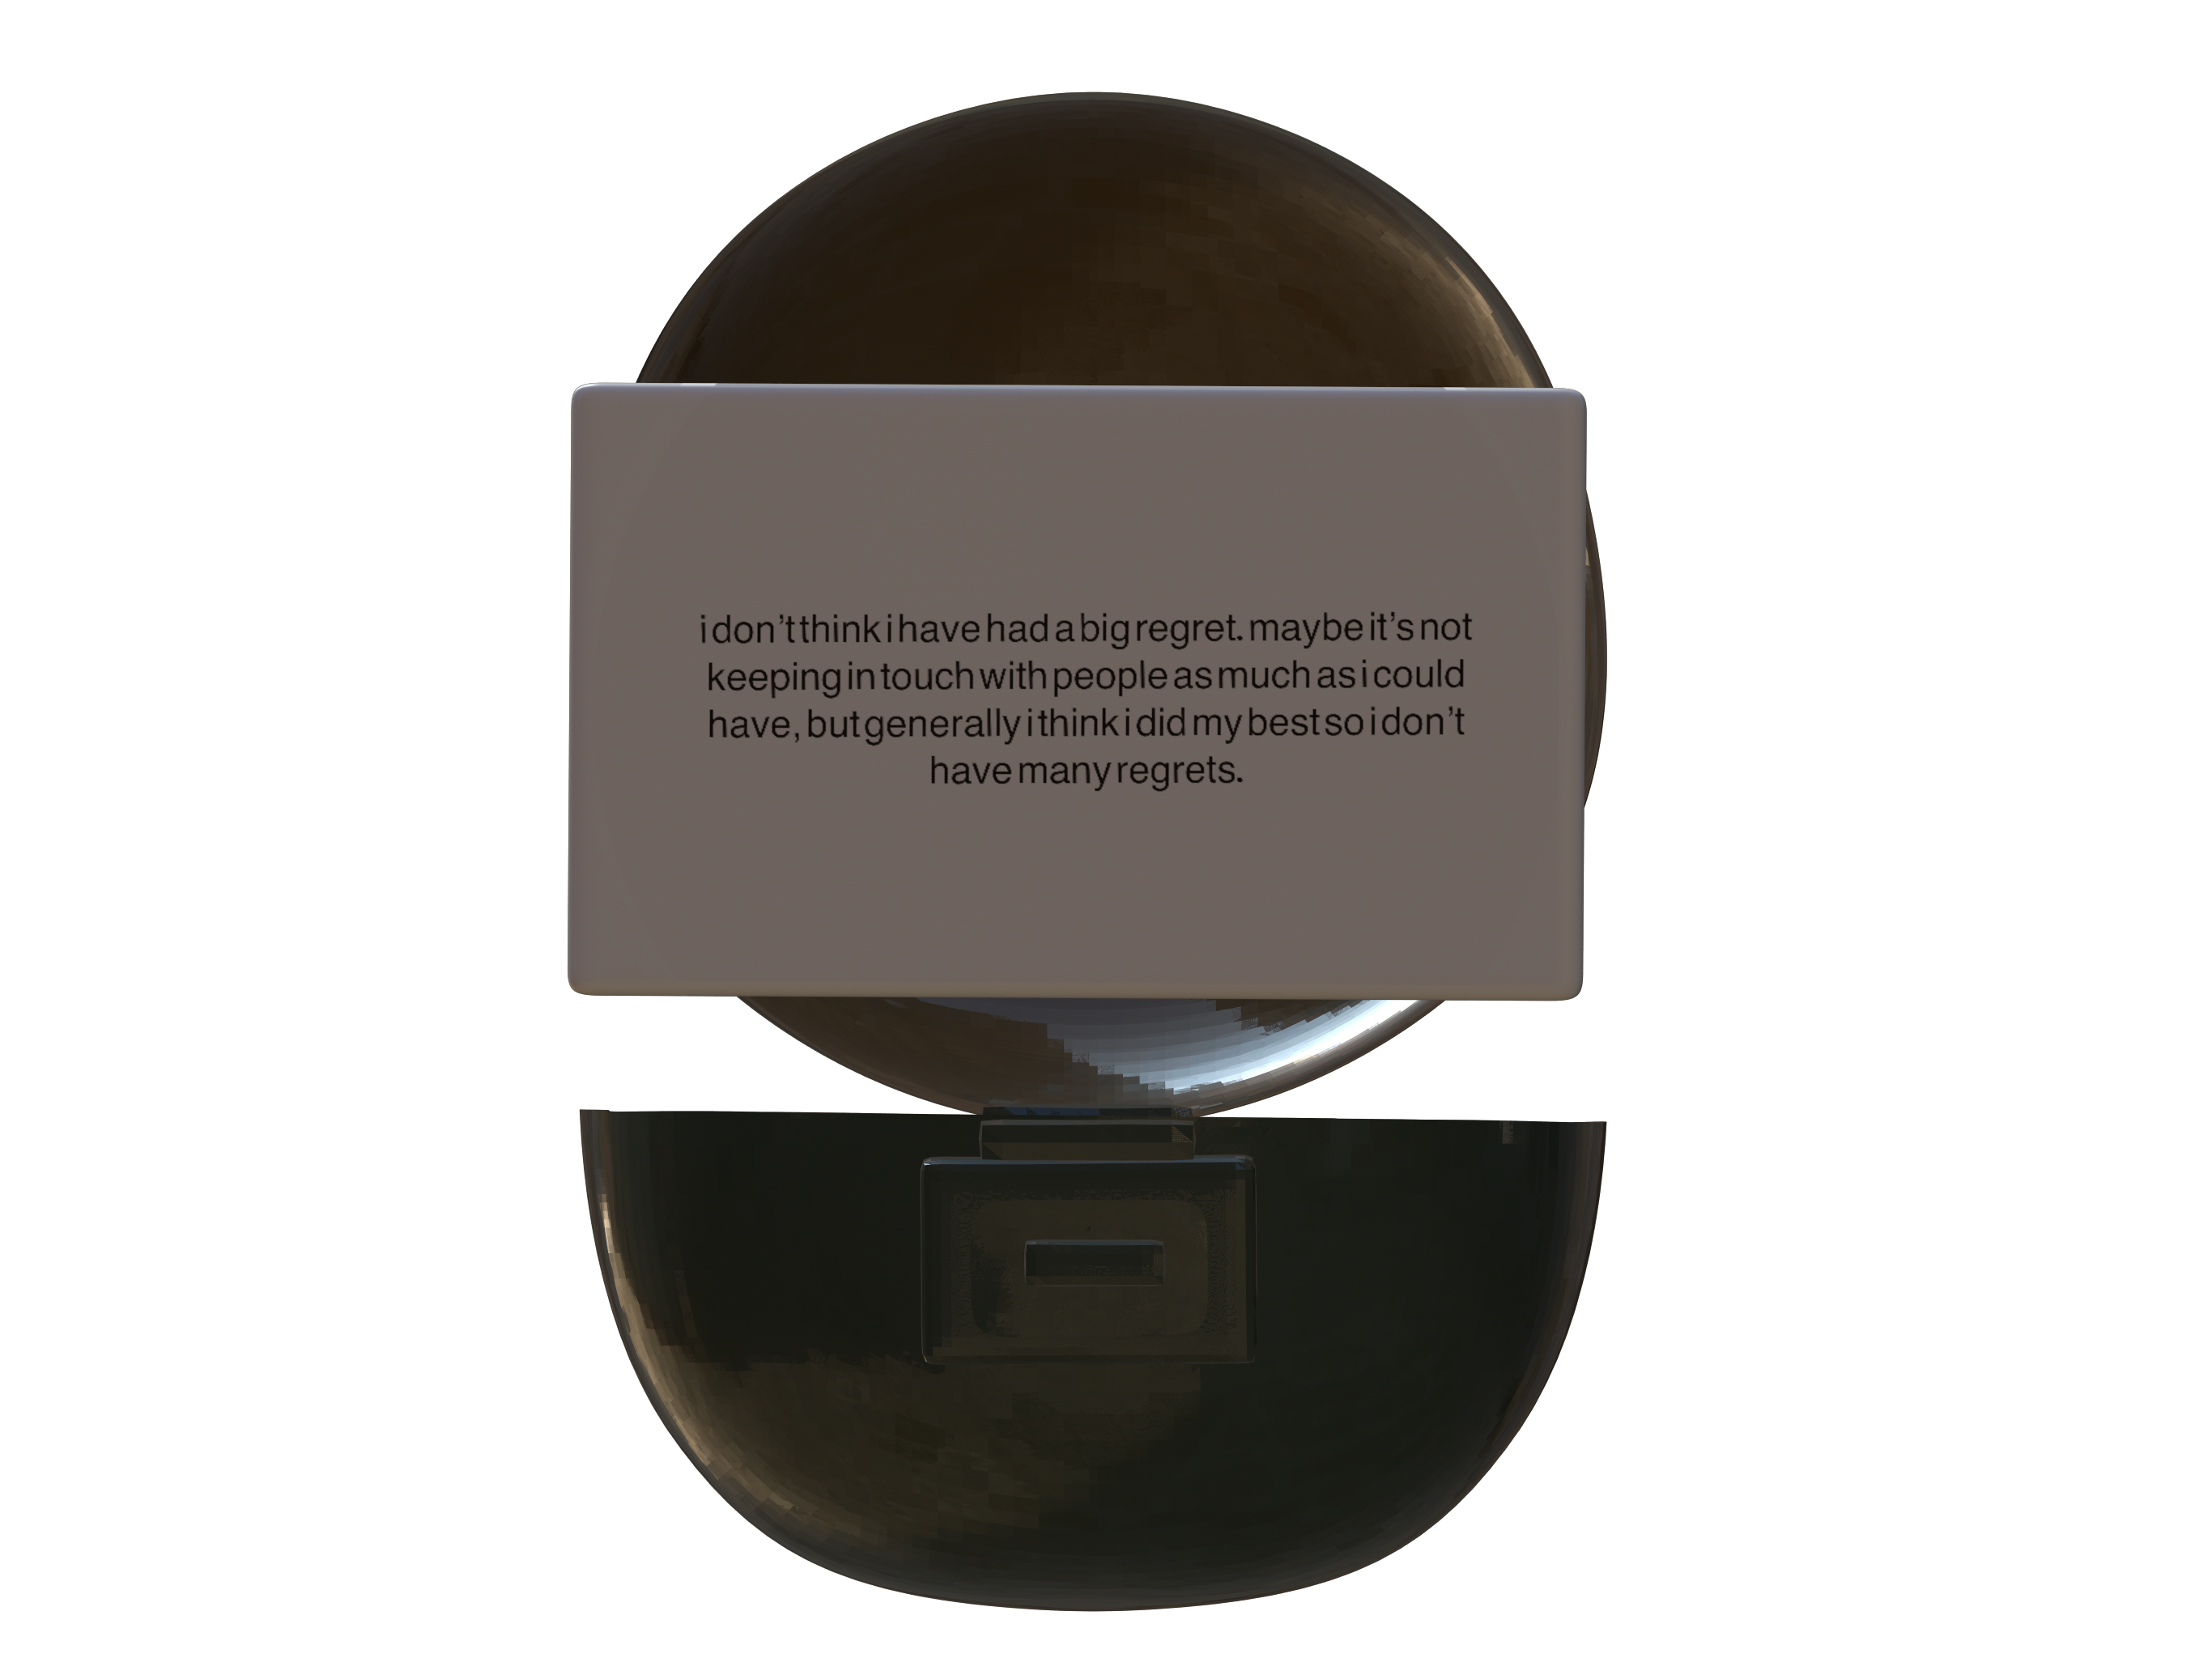 i don’t think i have had a big regret. maybe it’s not
keeping in touch with people as much as i could
have, but generally i think i did my best so i don’t
have many regrets.